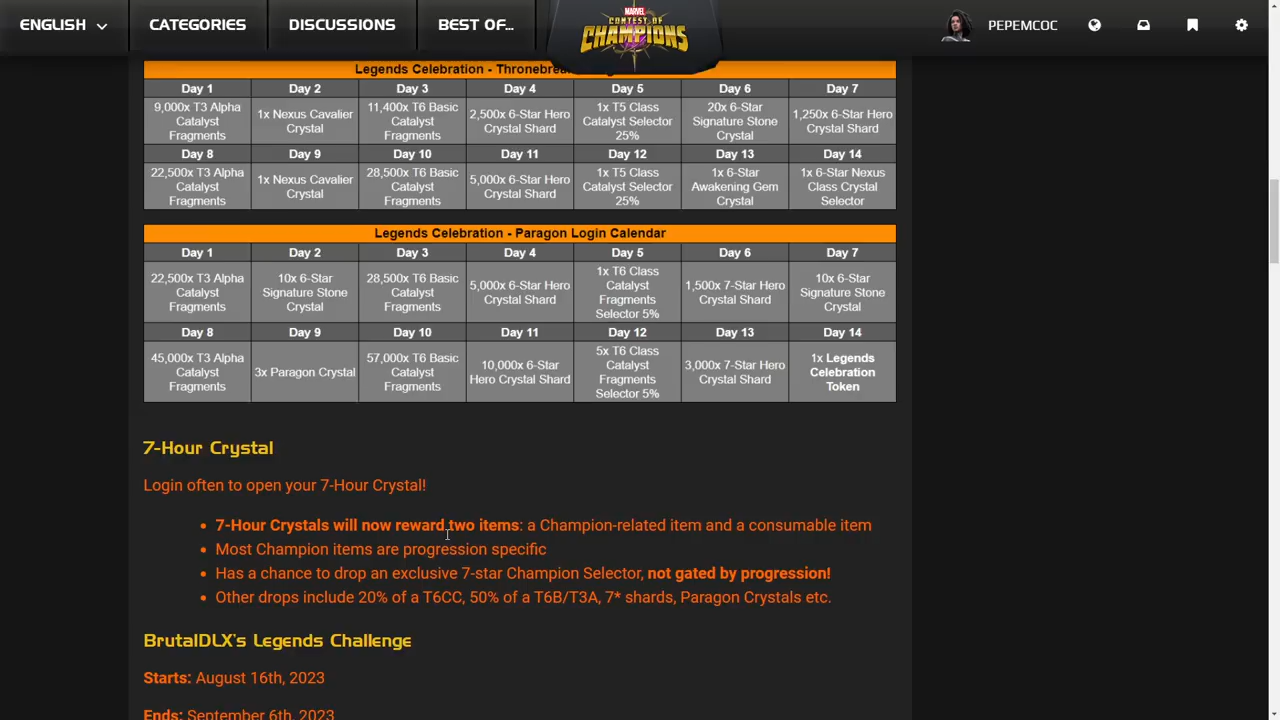 ENGLISH CATEGORIES DISCUSSIONS BEST OF... MARVEL CONTEST OF CHAMPIONS PEPEMCOC
Legends Celebration - Thronebrea
Day 1 Day 2 Day 3 Day 4 Day 5 Day 6 Day 7
9,000x T3 Alpha Catalyst Fragments 1x Nexus Cavalier Crystal 11,400x T6 Basic Catalyst Fragments 2,500x 6-Star Hero Crystal Shard 1x T5 Class Catalyst Selector 25% 20x 6-Star Signature Stone Crystal 1,250x 6-Star Hero Crystal Shard
Day 8 Day 9 Day 10 Day 11 Day 12 Day 13 Day 14
22,500x T3 Alpha Catalyst Fragments 1x Nexus Cavalier Crystal 28,500x T6 Basic Catalyst Fragments 5,000x 6-Star Hero Crystal Shard 1x T5 Class Catalyst Selector 25% 1x 6-Star Awakening Gem Crystal 1x 6-Star Nexus Class Crystal Selector
Legends Celebration - Paragon Login Calendar
Day 1 Day 2 Day 3 Day 4 Day 5 Day 6 Day 7
22,500x T3 Alpha Catalyst Fragments 10x 6-Star Signature Stone Crystal 28,500x T6 Basic Catalyst Fragments 5,000x 6-Star Hero Crystal Shard 1x T6 Class Catalyst Fragments Selector 5% 1,500x 7-Star Hero Crystal Shard 10x 6-Star Signature Stone Crystal
Day 8 Day 9 Day 10 Day 11 Day 12 Day 13 Day 14
45,000x T3 Alpha Catalyst Fragments 3x Paragon Crystal 57,000x T6 Basic Catalyst Fragments 10,000x 6-Star Hero Crystal Shard 5x T6 Class Catalyst Fragments Selector 5% 3,000x 7-Star Hero Crystal Shard 1x Legends Celebration Token
7-Hour Crystal
Login often to open your 7-Hour Crystal!
• 7-Hour Crystals will now reward two items: a Champion-related item and a consumable item
• Most Champion items are progression specific
• Has a chance to drop an exclusive 7-star Champion Selector, not gated by progression!
• Other drops include 20% of a T6CC, 50% of a T6B/T3A, 7* shards, Paragon Crystals etc.
BrutalDLX's Legends Challenge
Starts: August 16th, 2023
Ends: September 6th, 2023